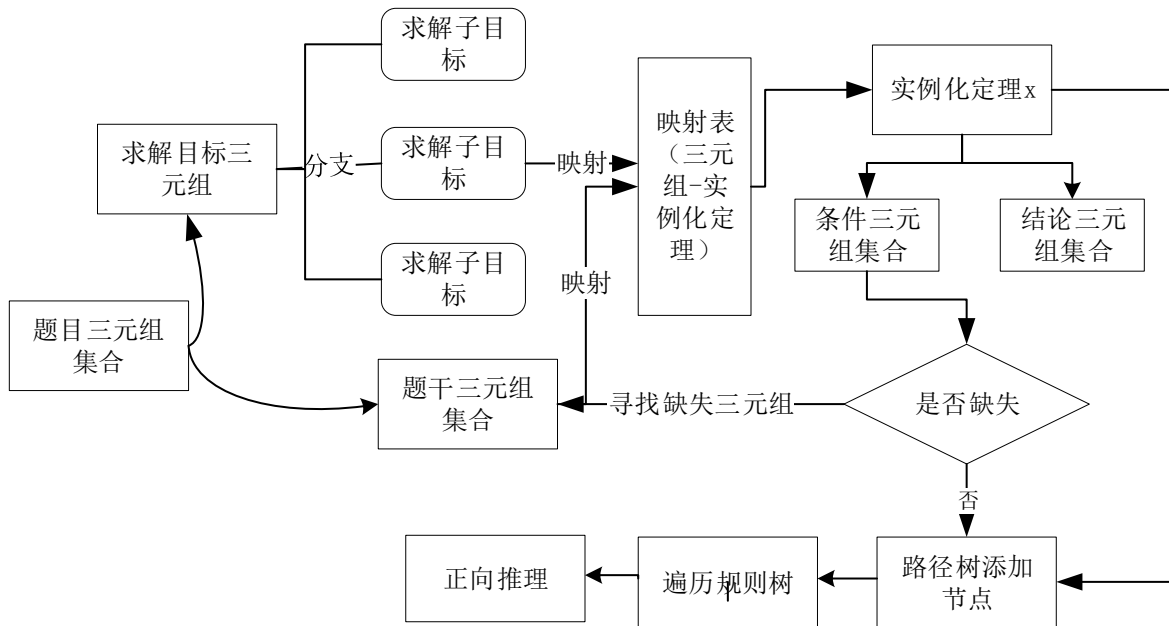 求解子目
标
求解目标三
元组
分支
求解子目
标
求解子目
标
题目三元组
集合
题干三元组
集合
映射
映射
映射表
（三元
组-实
例化定
理）
实例化定理x
条件三元
组集合
结论三元
组集合
寻找缺失三元组
是否缺失
否
路径树添加
节点
遍历规则树
正向推理